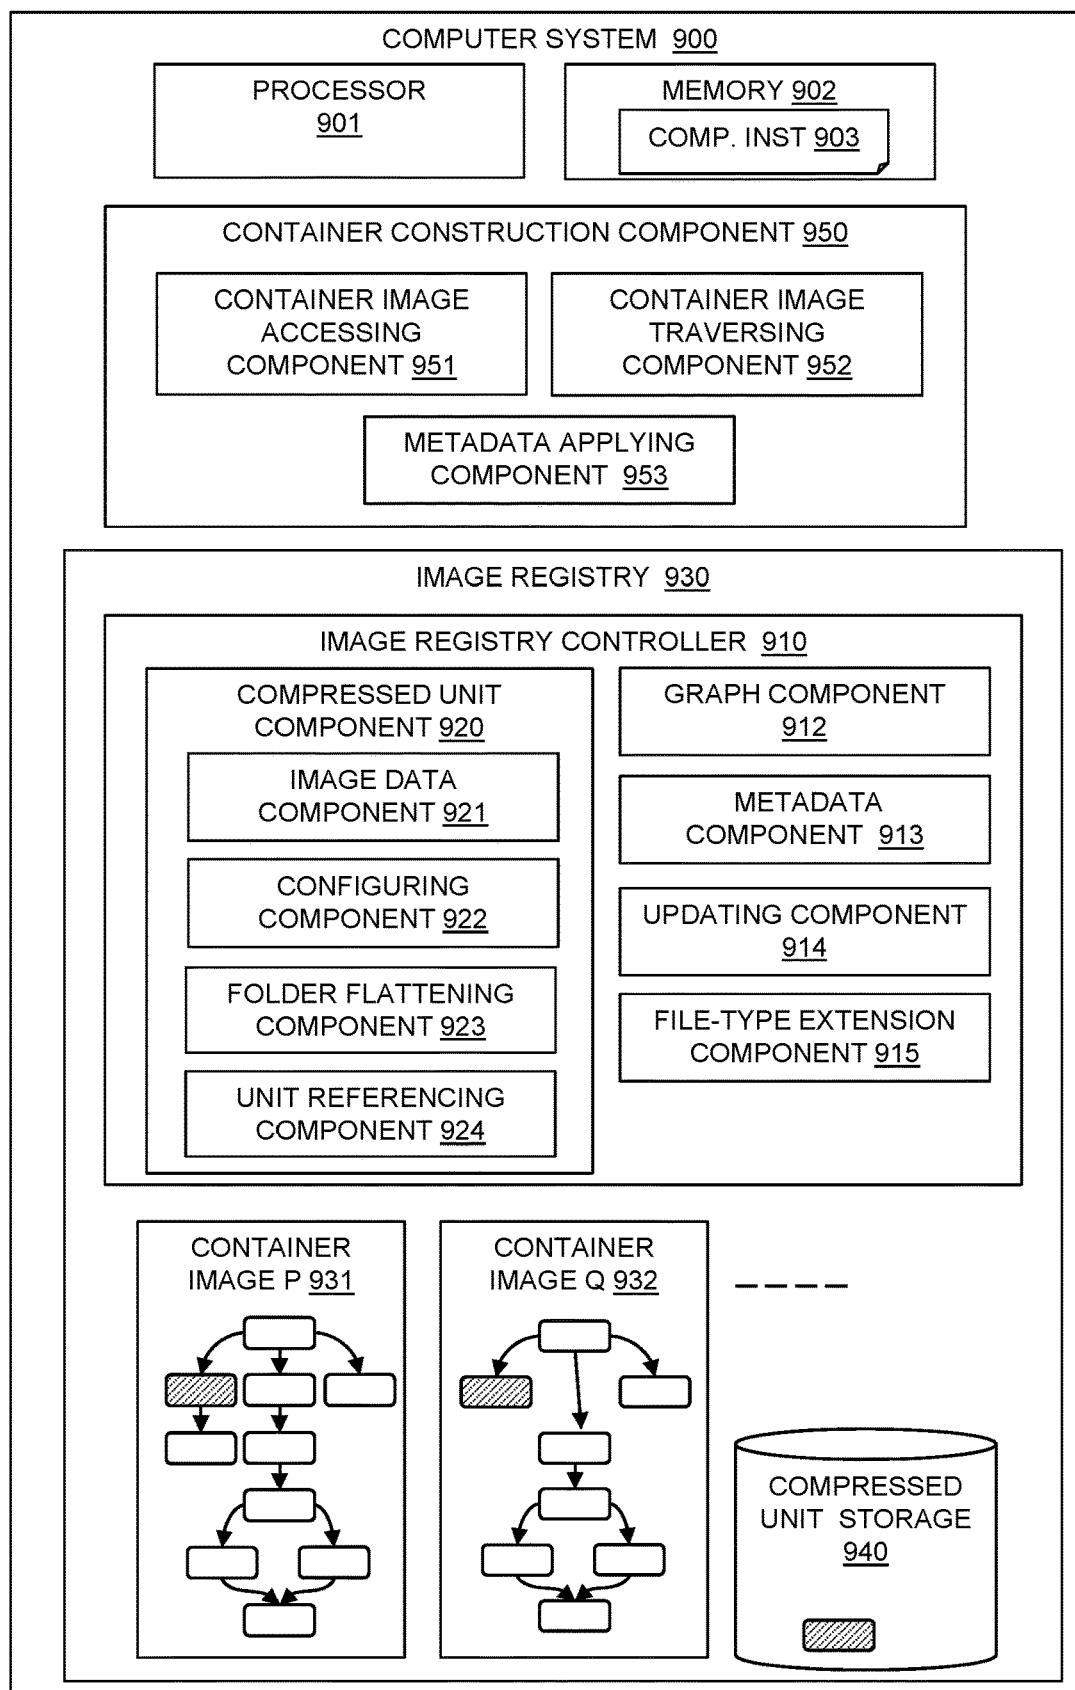 COMPUTER SYSTEM 900
PROCESSOR
901
MEMORY 902
COMP. INST 903
CONTAINER CONSTRUCTION COMPONENT 950
CONTAINER IMAGE
ACCESSING
COMPONENT 951
CONTAINER IMAGE
TRAVERSING
COMPONENT 952
METADATA APPLYING
COMPONENT 953
IMAGE REGISTRY 930
IMAGE REGISTRY CONTROLLER 910
COMPRESSED UNIT
COMPONENT 920
IMAGE DATA
COMPONENT 921
CONFIGURING
COMPONENT 922
FOLDER FLATTENING
COMPONENT 923
UNIT REFERENCING
COMPONENT 924
GRAPH COMPONENT
912
METADATA
COMPONENT 913
UPDATING COMPONENT
914
FILE-TYPE EXTENSION
COMPONENT 915
CONTAINER
IMAGE P 931
CONTAINER
IMAGE Q 932
COMPRESSED
UNIT STORAGE
940